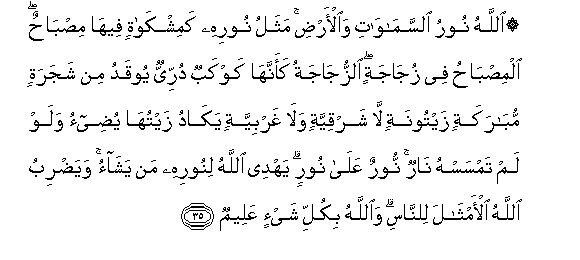 ۞ ٱللَّهُ نُورُ ٱلسَّمَٰوَٰتِ وَٱلْأَرْضِ ۚ مَثَلُ نُورِهِۦ كَمِشْكَوٰةٍ فِيهَا مِصْبَاحٌ ۖ
ٱلْمِصْبَاحُ فِى زُجَاجَةٍ ۖ ٱلزُّجَاجَةُ كَأَنَّهَا كَوْكَبٌ دُرِّىٌّ يُوقَدُ مِن شَجَرَةٍ
مُّبَٰرَكَةٍ زَيْتُونَةٍ لَّا شَرْقِيَّةٍ وَلَا غَرْبِيَّةٍ يَكَادُ زَيْتُهَا يُضِىٓءُ وَلَوْ
لَمْ تَمْسَسْهُ نَارٌ ۚ نُّورٌ عَلَىٰ نُورٍ ۗ يَهْدِى ٱللَّهُ لِنُورِهِۦ مَن يَشَآءُ ۚ وَيَضْرِبُ
ٱللَّهُ ٱلْأَمْثَٰلَ لِلنَّاسِ ۗ وَٱللَّهُ بِكُلِّ شَىْءٍ عَلِيمٌ ٣٥